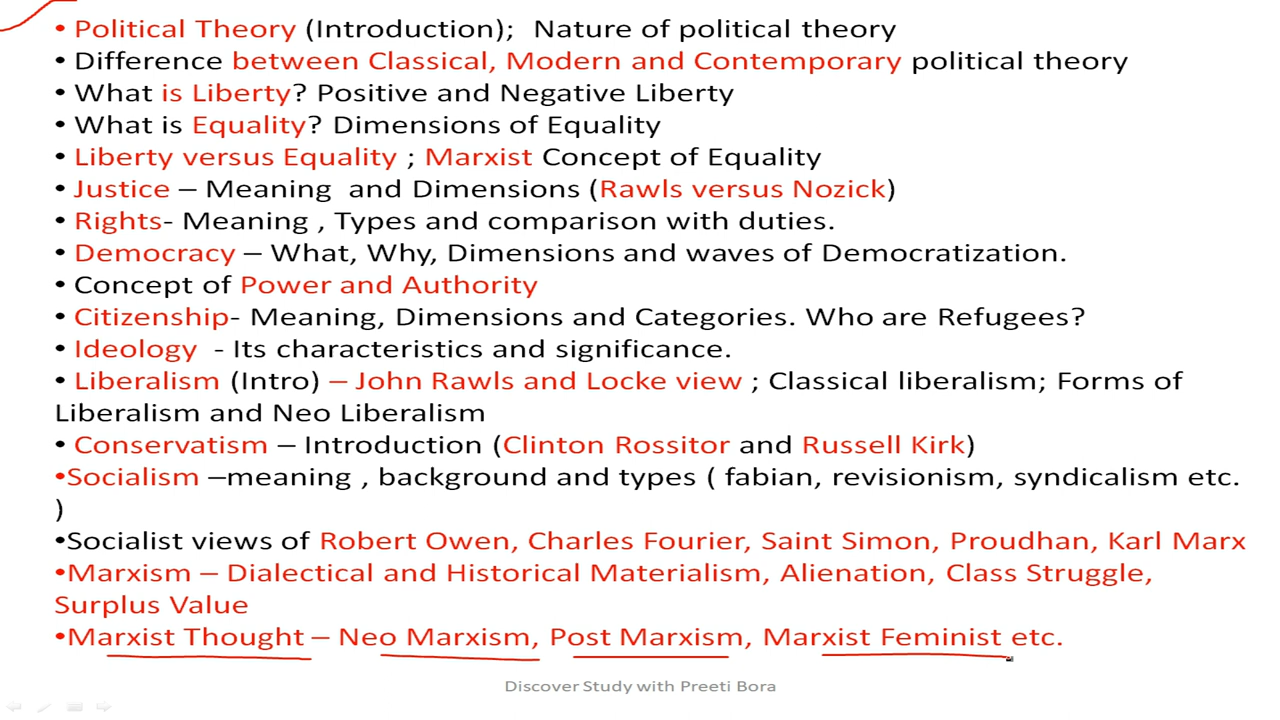 • Political Theory (Introduction); Nature of political theory
• Difference between Classical, Modern and Contemporary political theory
• What is Liberty? Positive and Negative Liberty
• What is Equality? Dimensions of Equality
• Liberty versus Equality ; Marxist Concept of Equality
• Justice – Meaning and Dimensions (Rawls versus Nozick)
• Rights- Meaning , Types and comparison with duties.
• Democracy – What, Why, Dimensions and waves of Democratization.
• Concept of Power and Authority
• Citizenship- Meaning, Dimensions and Categories. Who are Refugees?
• Ideology - Its characteristics and significance.
• Liberalism (Intro) – John Rawls and Locke view ; Classical liberalism; Forms of
Liberalism and Neo Liberalism
• Conservatism – Introduction (Clinton Rossitor and Russell Kirk)
•Socialism –meaning , background and types ( fabian, revisionism, syndicalism etc.
)
•Socialist views of Robert Owen, Charles Fourier, Saint Simon, Proudhan, Karl Marx
•Marxism – Dialectical and Historical Materialism, Alienation, Class Struggle,
Surplus Value
•Marxist Thought – Neo Marxism, Post Marxism, Marxist Feminist etc.
Discover Study with Preeti Bora